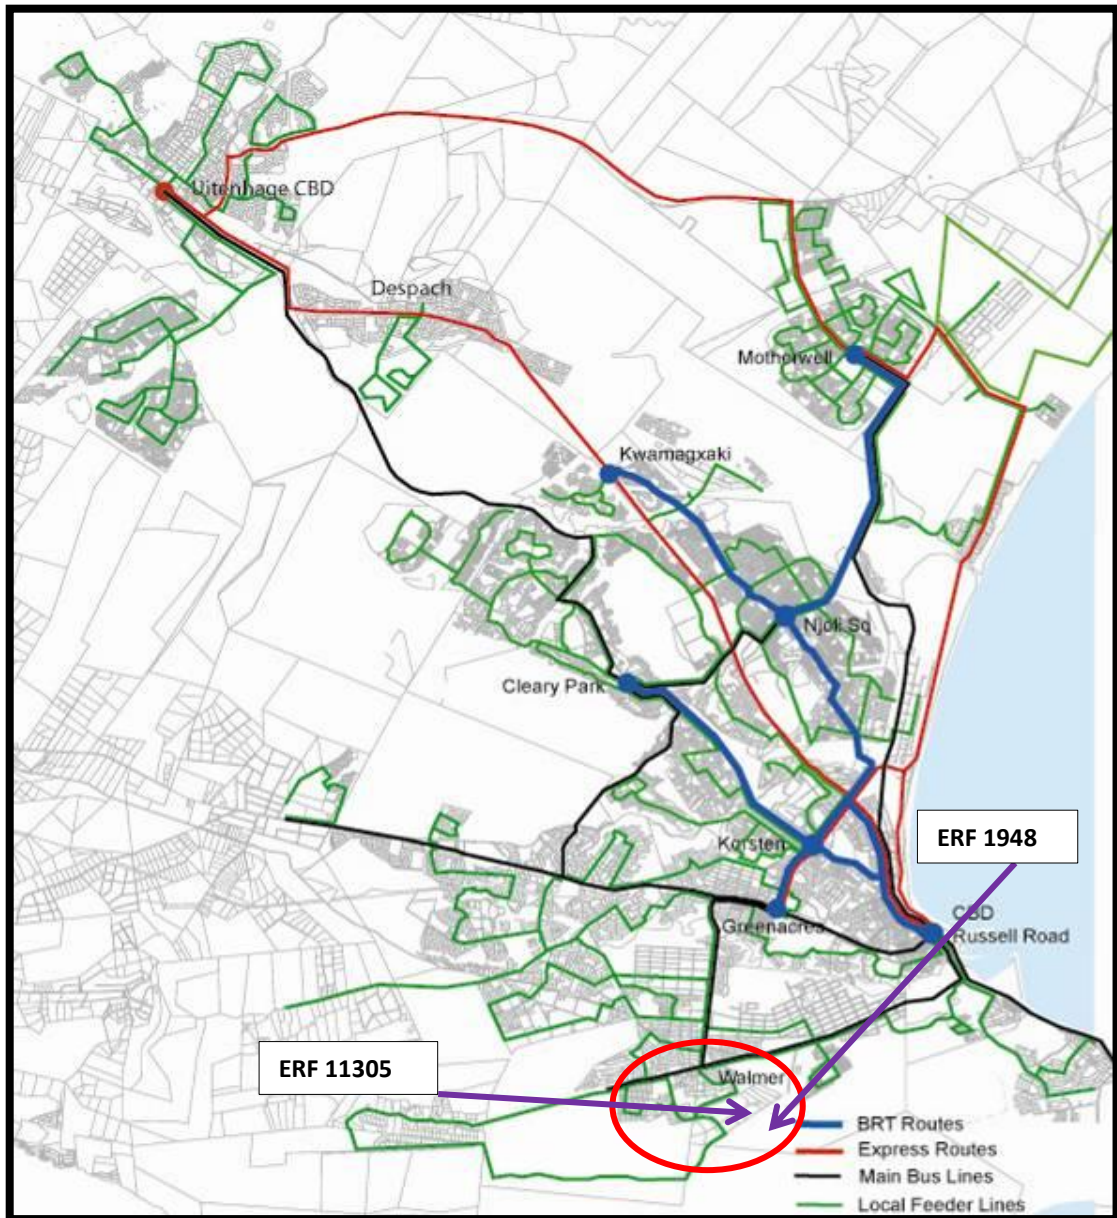 Uitenhage CBD
Despach
Motherwell
Kwamagxaki
Njoli Sq
Cleary Park
ERF 1948
Korsten
CBD
Russell Road
Greenacres
ERF 11305
Walmer
BRT Routes
Express Routes
Main Bus Lines
Local Feeder Lines